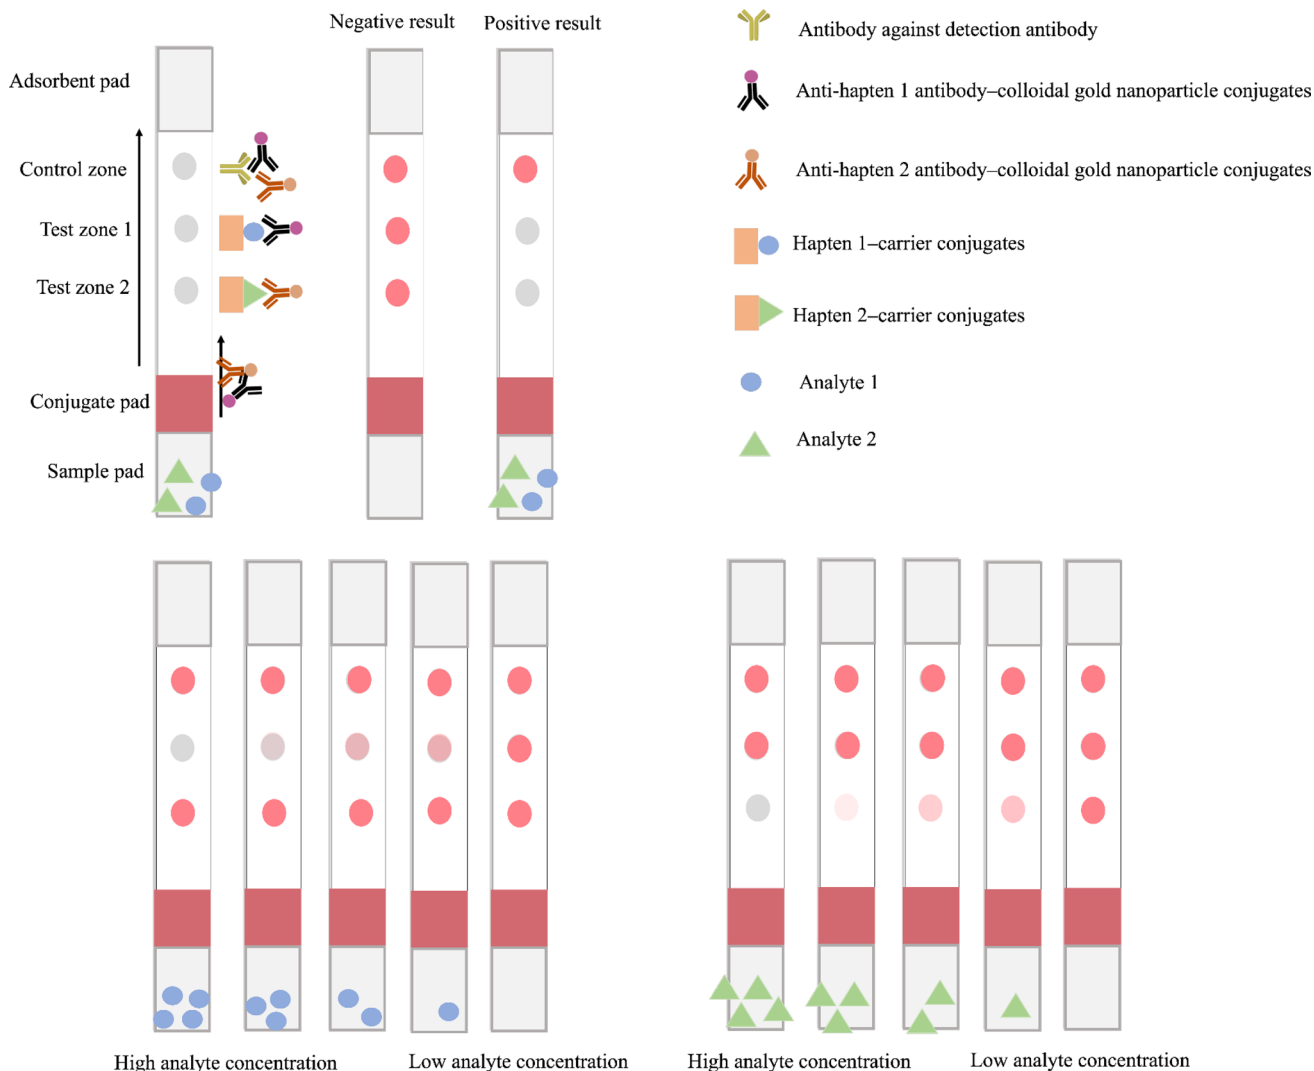 Negative result
Positive result
Adsorbent pad
Control zone
Test zone 1
Test zone 2
Conjugate pad
Sample pad
Antibody against detection antibody
Anti-hapten 1 antibody–colloidal gold nanoparticle conjugates
Anti-hapten 2 antibody–colloidal gold nanoparticle conjugates
Hapten 1–carrier conjugates
Hapten 2–carrier conjugates
Analyte 1
Analyte 2
High analyte concentration
Low analyte concentration
High analyte concentration
Low analyte concentration